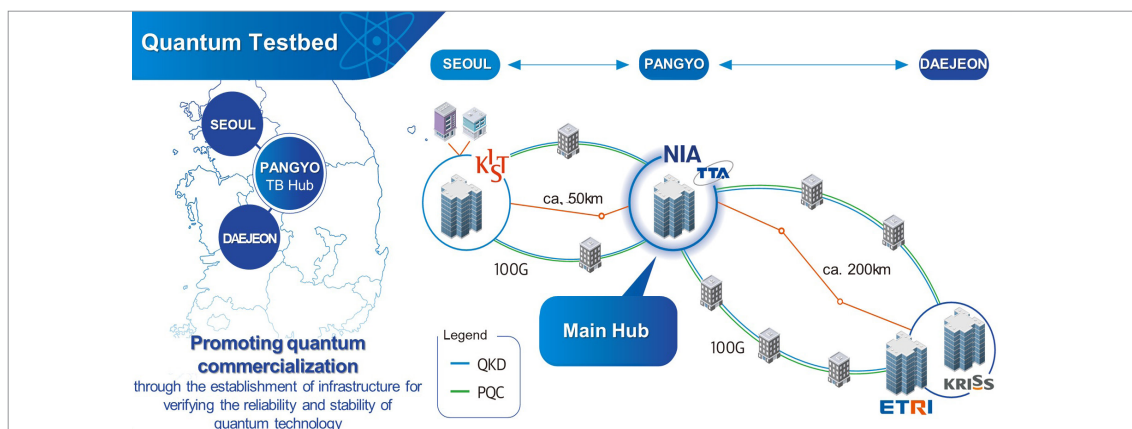 Quantum Testbed
SEOUL
PANGYO
DAEJEON
SEOUL
PANGYO
TB Hub
DAEJEON
KIST
NIA
TTA
ca. 50km
100G
ca. 200km
Main Hub
100G
Legend
QKD
PQC
ETRI
KRISS
Promoting quantum
commercialization
through the establishment of infrastructure for
verifying the reliability and stability of
quantum technology